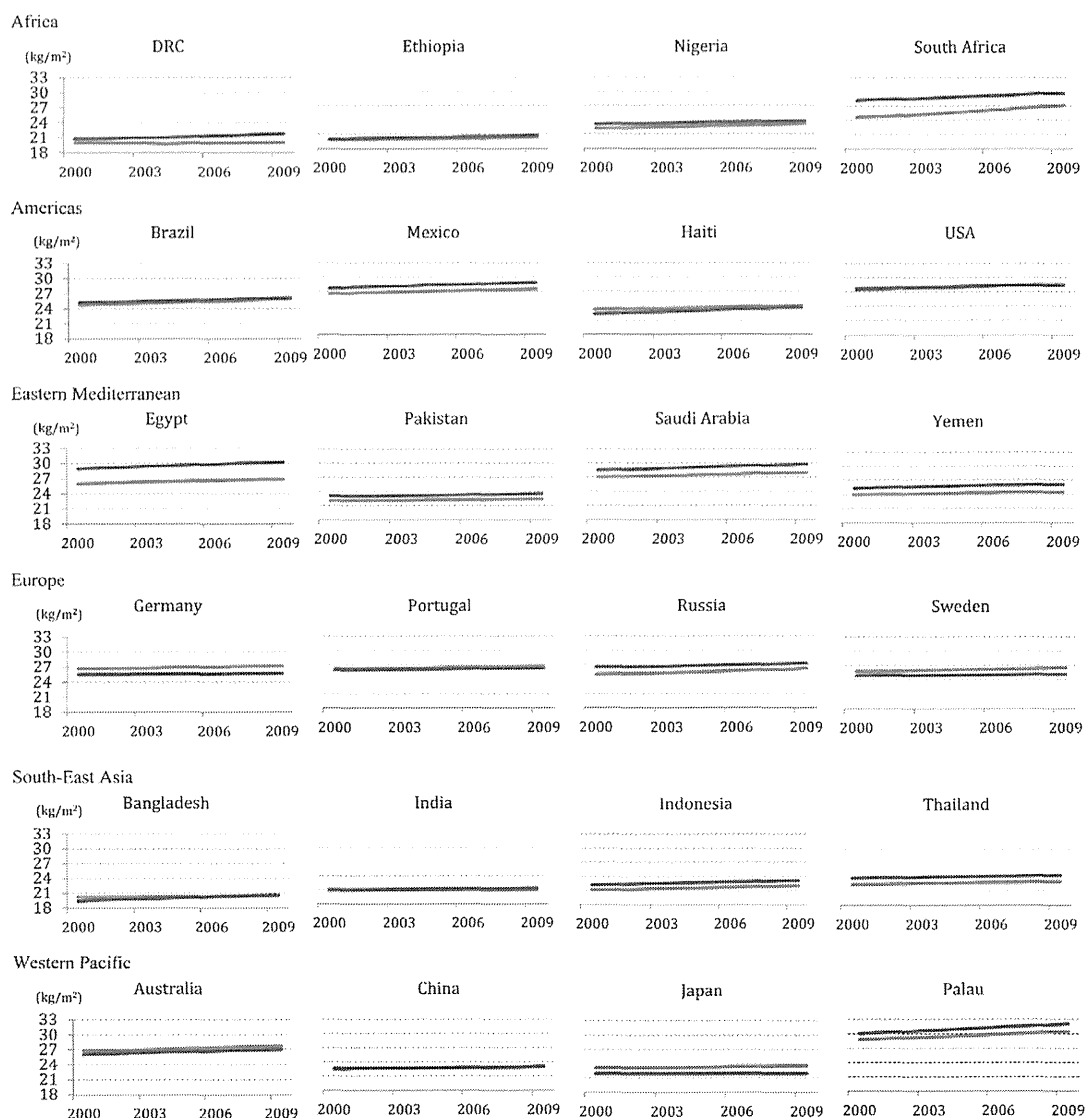 Africa
DRC Ethiopia Nigeria South Africa
(kg/m²)
33
30
27
24
21
18
2000 2003 2006 2009 2000 2003 2006 2009 2000 2003 2006 2009 2000 2003 2006 2009
Americas
Brazil Mexico Haiti USA
(kg/m²)
33
30
27
24
21
18
2000 2003 2006 2009 2000 2003 2006 2009 2000 2003 2006 2009 2000 2003 2006 2009
Eastern Mediterranean
Egypt Pakistan Saudi Arabia Yemen
(kg/m²)
33
30
27
24
21
18
2000 2003 2006 2009 2000 2003 2006 2009 2000 2003 2006 2009 2000 2003 2006 2009
Europe
Germany Portugal Russia Sweden
(kg/m²)
33
30
27
24
21
18
2000 2003 2006 2009 2000 2003 2006 2009 2000 2003 2006 2009 2000 2003 2006 2009
South-East Asia
Bangladesh India Indonesia Thailand
(kg/m²)
33
30
27
24
21
18
2000 2003 2006 2009 2000 2003 2006 2009 2000 2003 2006 2009 2000 2003 2006 2009
Western Pacific
Australia China Japan Palau
(kg/m²)
33
30
27
24
21
18
2000 2003 2006 2009 2000 2003 2006 2009 2000 2003 2006 2009 2000 2003 2006 2009